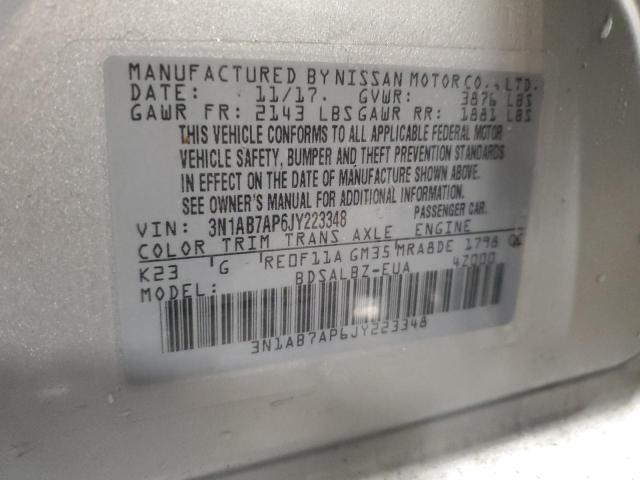 MANUFACTURED BY NISSAN MOTOR CO., LTD.
DATE: 11/17. GVWR: 3876 LBS
GAWR FR: 2143 LBS GAWR RR: 1881 LBS
THIS VEHICLE CONFORMS TO ALL APPLICABLE FEDERAL MOTOR
VEHICLE SAFETY, BUMPER AND THEFT PREVENTION STANDARDS
IN EFFECT ON THE DATE OF MANUFACTURE SHOWN ABOVE.
SEE OWNER'S MANUAL FOR ADDITIONAL INFORMATION.
VIN: 3N1AB7AP6JY223348 PASSENGER CAR.
COLOR TRIM TRANS AXLE ENGINE
K23 'G 'RE0F11A GM35'MRA8DE 1798
MODEL: BDSALBZ-EUA 4Z000
3N1AB7AP6JY223348